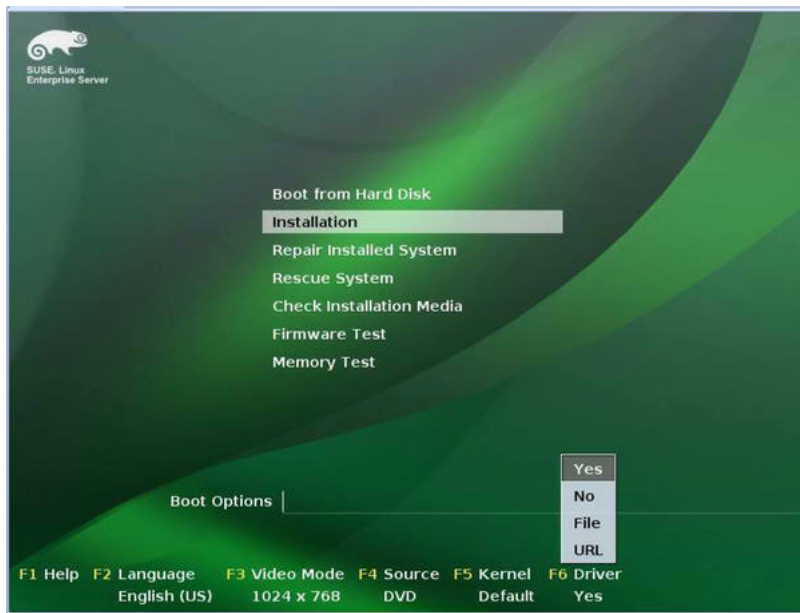 SUSE. Linux
Enterprise Server
Boot from Hard Disk
Installation
Repair Installed System
Rescue System
Check Installation Media
Firmware Test
Memory Test
Yes
Boot Options
No
File
URL
F1 Help F2 Language F3 Video Mode F4 Source F5 Kernel F6 Driver
English (US) 1024 x 768 DVD Default Yes